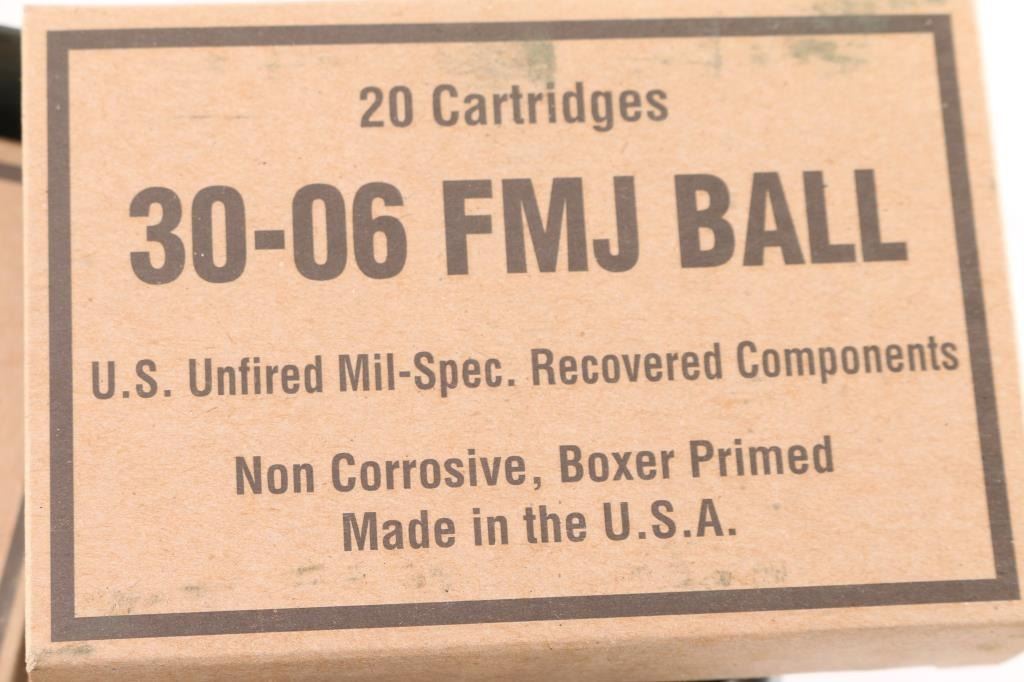 20 Cartridges
30-06 FMJ BALL
U.S. Unfired Mil-Spec. Recovered Components
Non Corrosive, Boxer Primed
Made in the U.S.A.